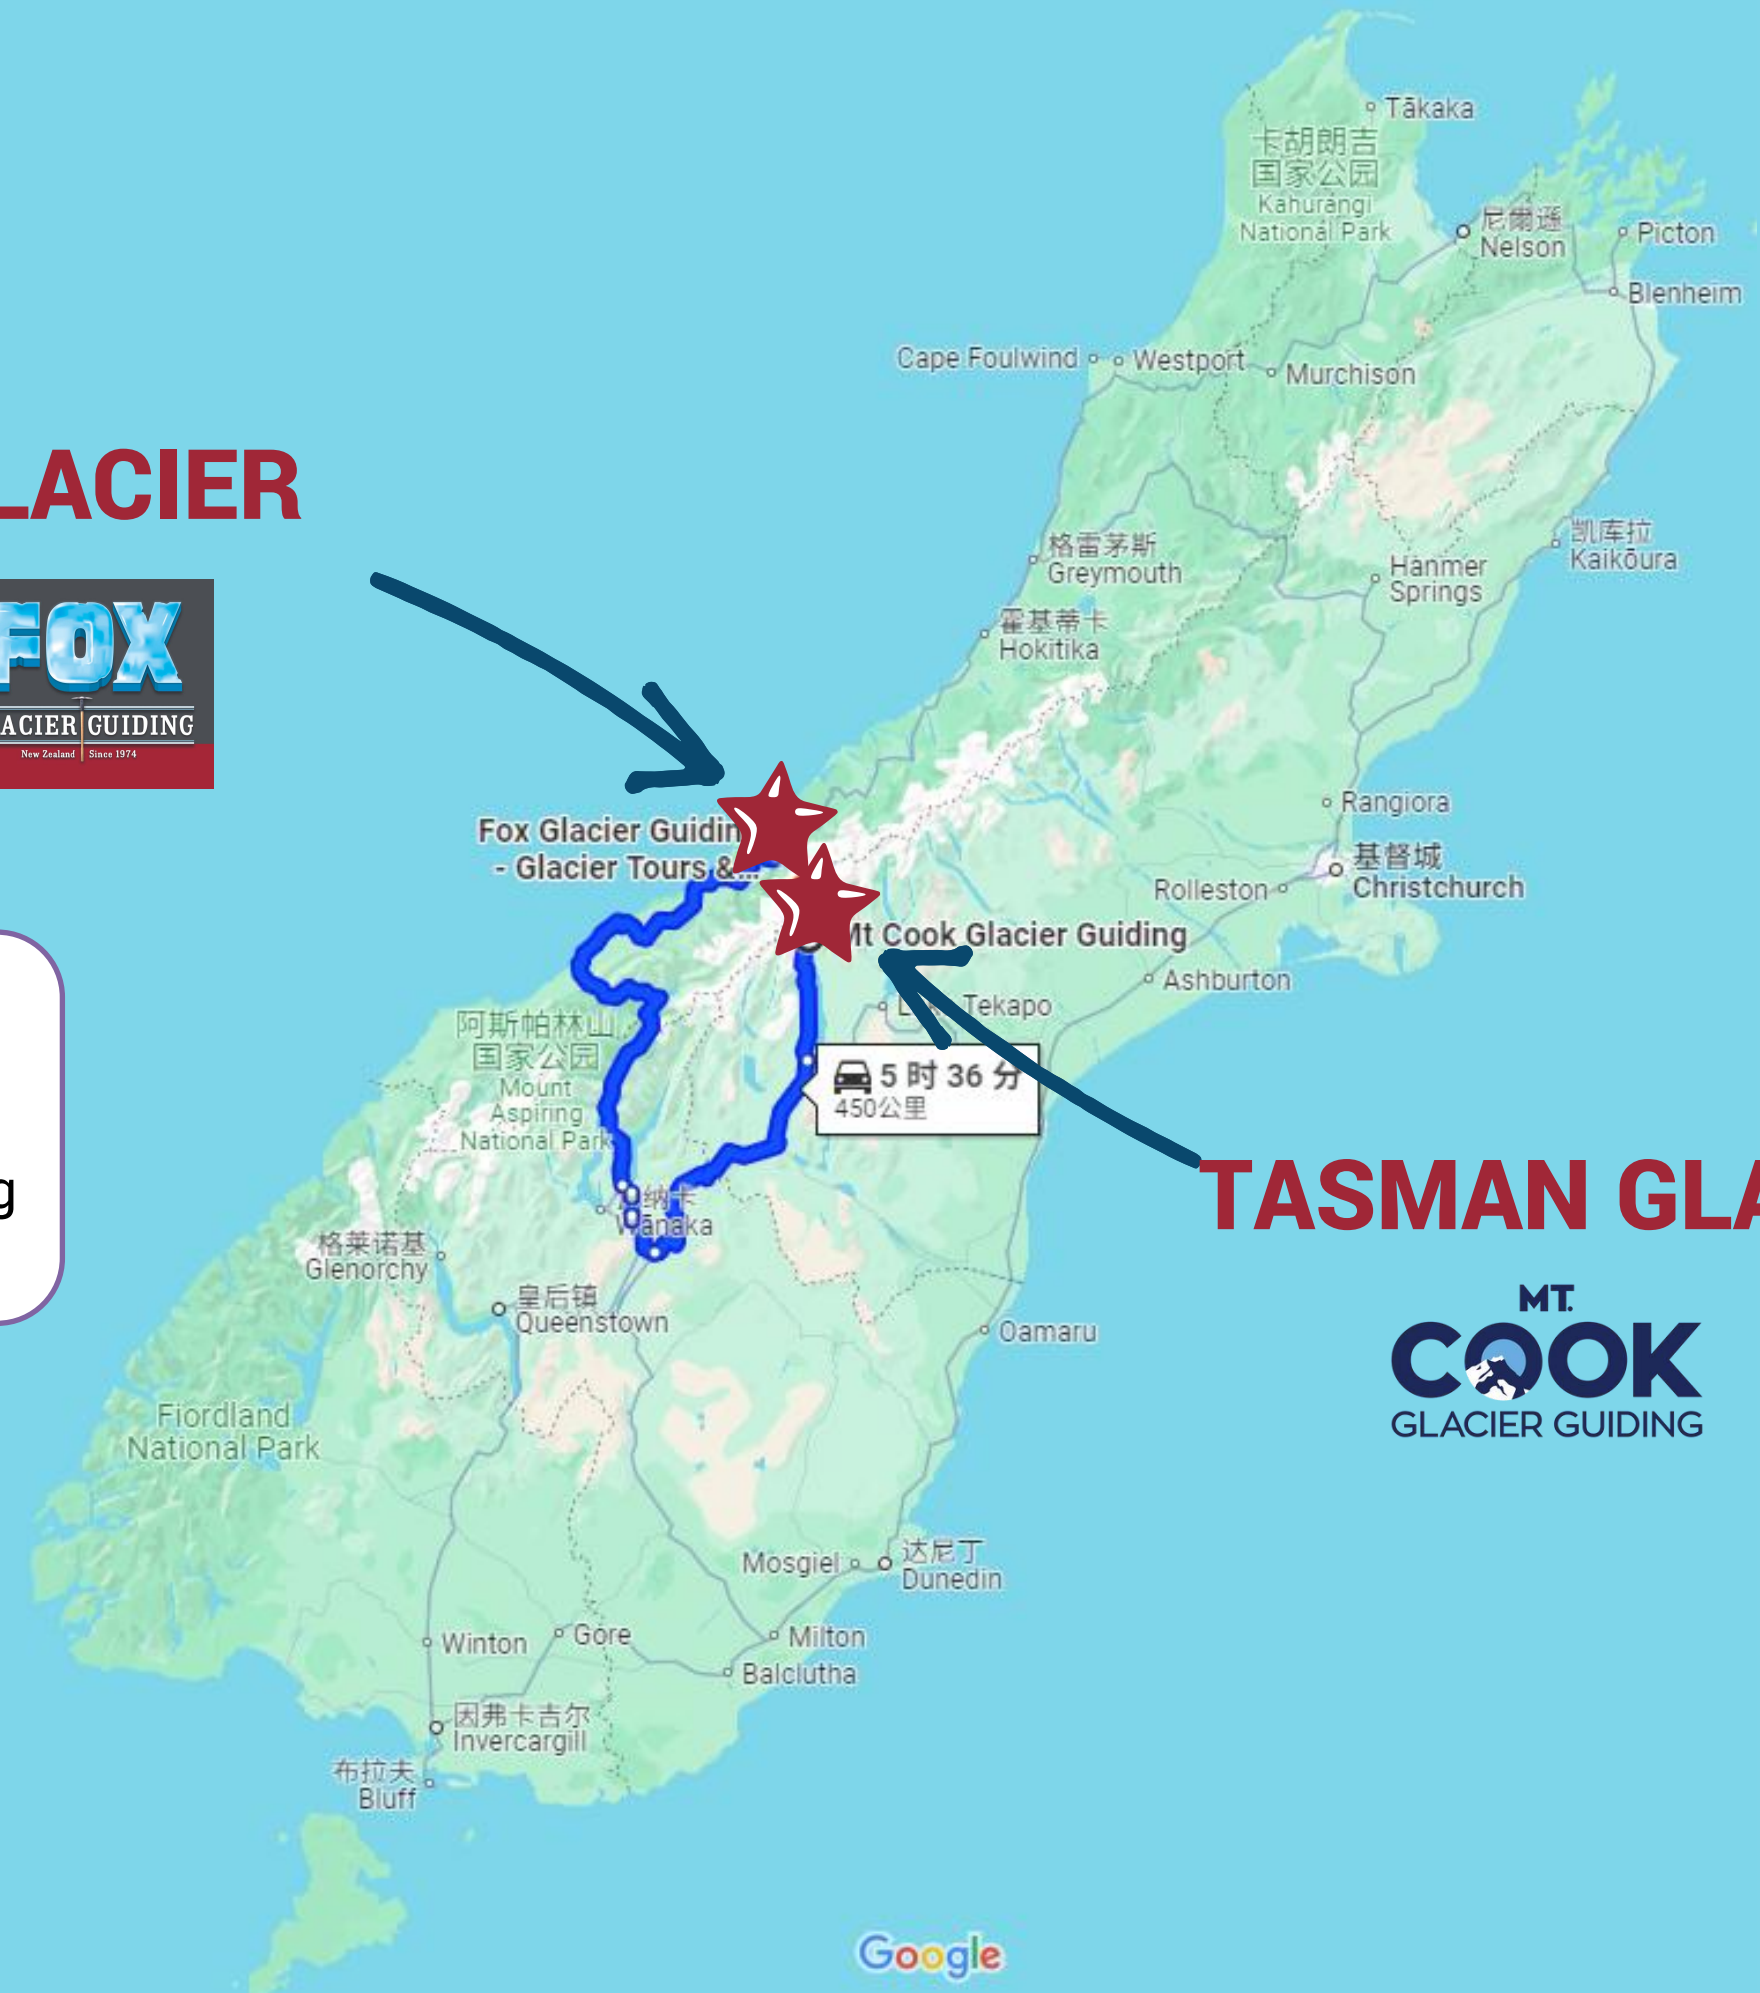 Tākaka
卡胡朗吉
国家公园
Kahurangi
National Park
尼爾遜
Nelson
Picton
Blenheim
Cape Foulwind
Westport
Murchison
LACIER
FOX
ACIER GUIDING
New Zealand Since 1974
格雷茅斯
Greymouth
凯库拉
Kaikōura
Hanmer
Springs
霍基蒂卡
Hokitika
Rangiora
Fox Glacier Guidin
- Glacier Tours &...
基督城
Christchurch
Rolleston
Mt Cook Glacier Guiding
Ashburton
Tekapo
阿斯帕林山
国家公园
Mount
Aspiring
National Park
5 时 36 分
450公里
g
TASMAN GLA
纳卡
Wānaka
格莱诺基
Glenorchy
皇后镇
Queenstown
Oamaru
MT.
COOK
GLACIER GUIDING
Fiordland
National Park
Mosgiel
达尼丁
Dunedin
Winton
Gore
Milton
Balclutha
因弗卡吉尔
Invercargill
布拉夫
Bluff
Google